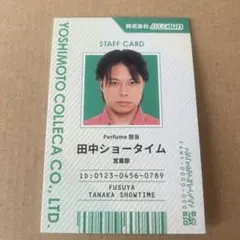 YOSHIMOTO COLLECA CO., LTD.
株式会社
STAFF CARD
Perfume 担当
田中ショータイム
営業部
ID:0123-0456-0789
FUSUYA
TANAKA SHOWTIME